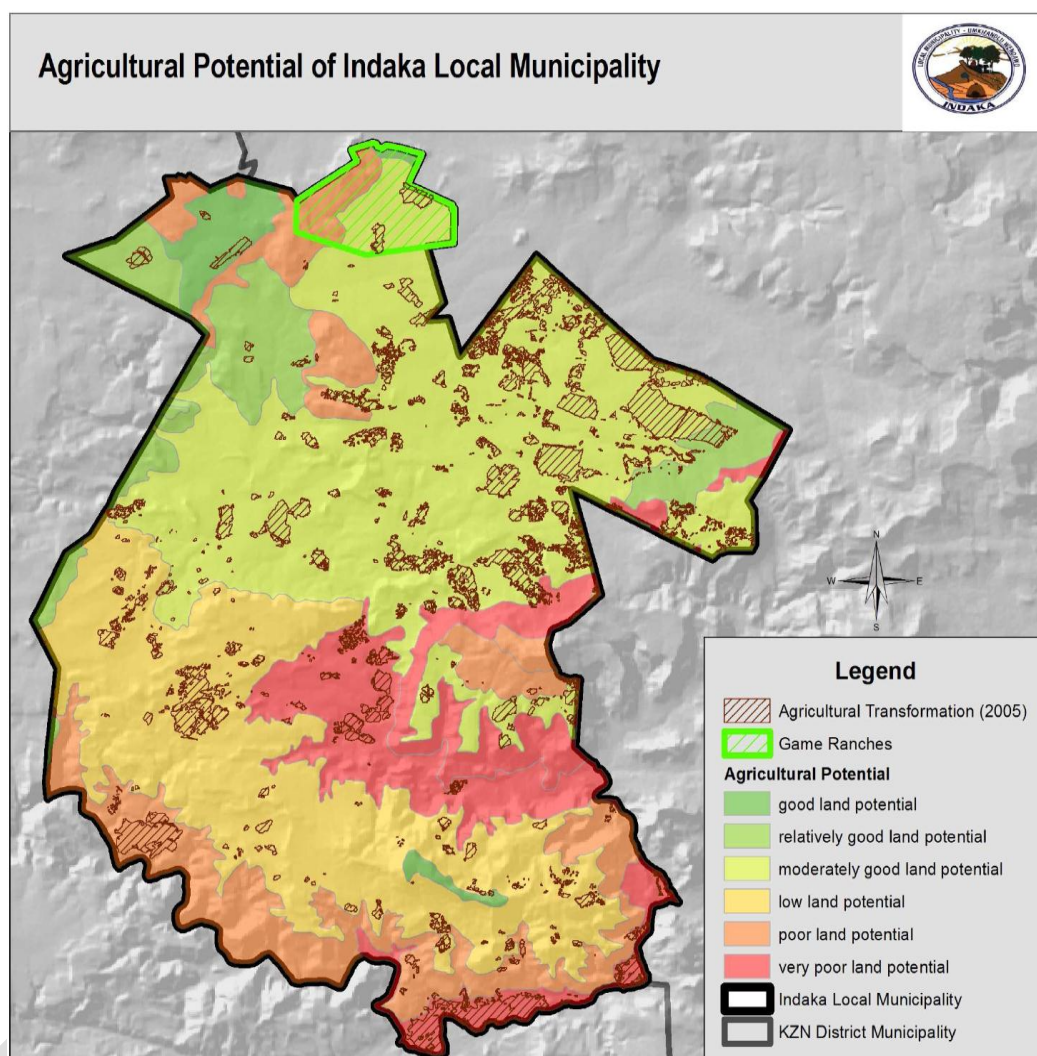 Agricultural Potential of Indaka Local Municipality
INDAKA
N
W E
S
Legend
Agricultural Transformation (2005)
Game Ranches
Agricultural Potential
good land potential
relatively good land potential
moderately good land potential
low land potential
poor land potential
very poor land potential
Indaka Local Municipality
KZN District Municipality